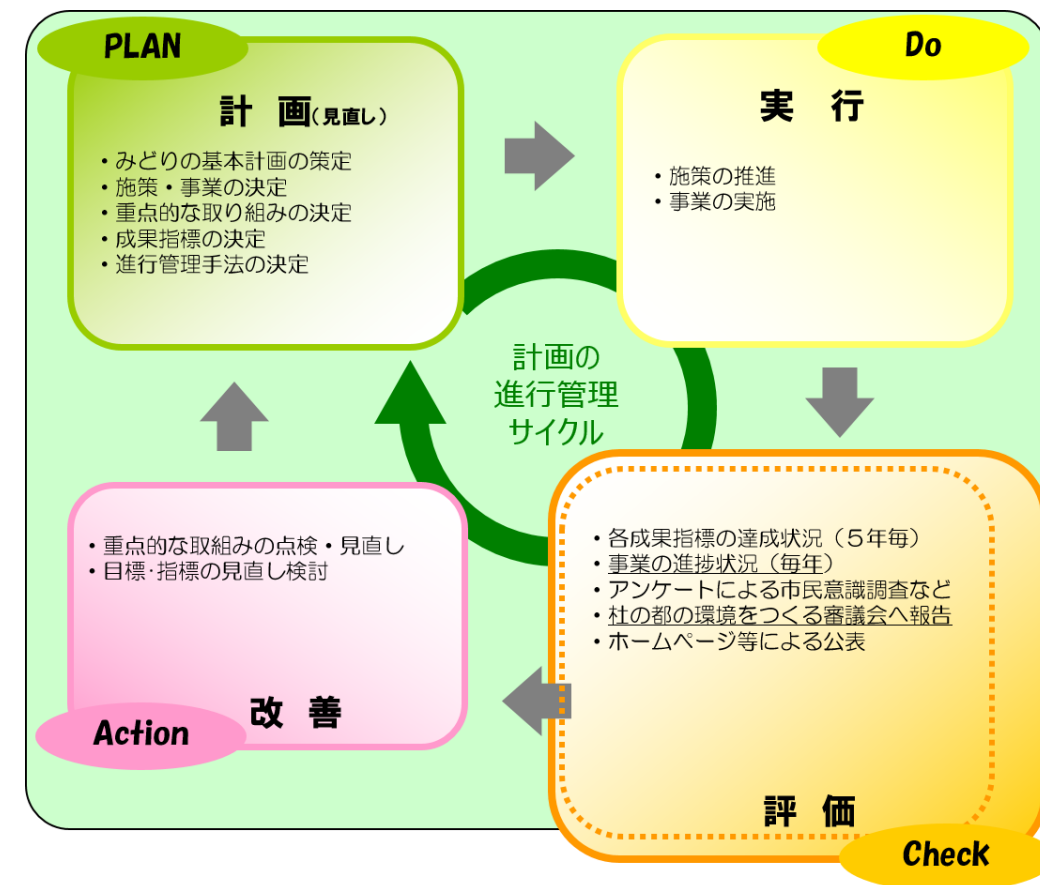 PLAN
計 画(見直し)
・みどりの基本計画の策定
・施策・事業の決定
・重点的な取り組みの決定
・成果指標の決定
・進行管理手法の決定
Do
実 行
・施策の推進
・事業の実施
計画の
進行管理
サイクル
・各成果指標の達成状況（５年毎）
・事業の進捗状況（毎年）
・アンケートによる市民意識調査など
・杜の都の環境をつくる審議会へ報告
・ホームページ等による公表
評 価
Check
・重点的な取組みの点検・見直し
・目標･指標の見直し検討
改 善
Action